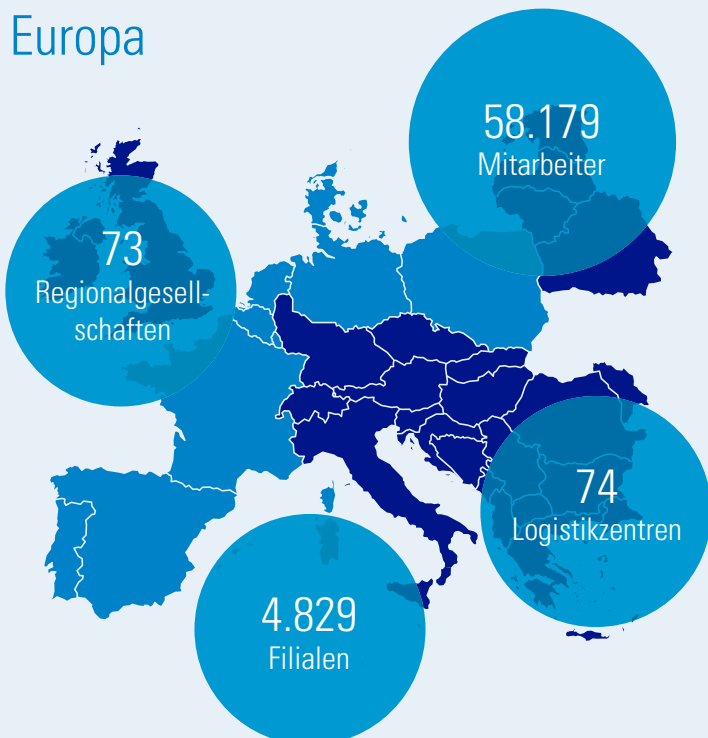 Europa
58.179
Mitarbeiter
73
Regionalgesell-
schaften
74
Logistikzentren
4.829
Filialen